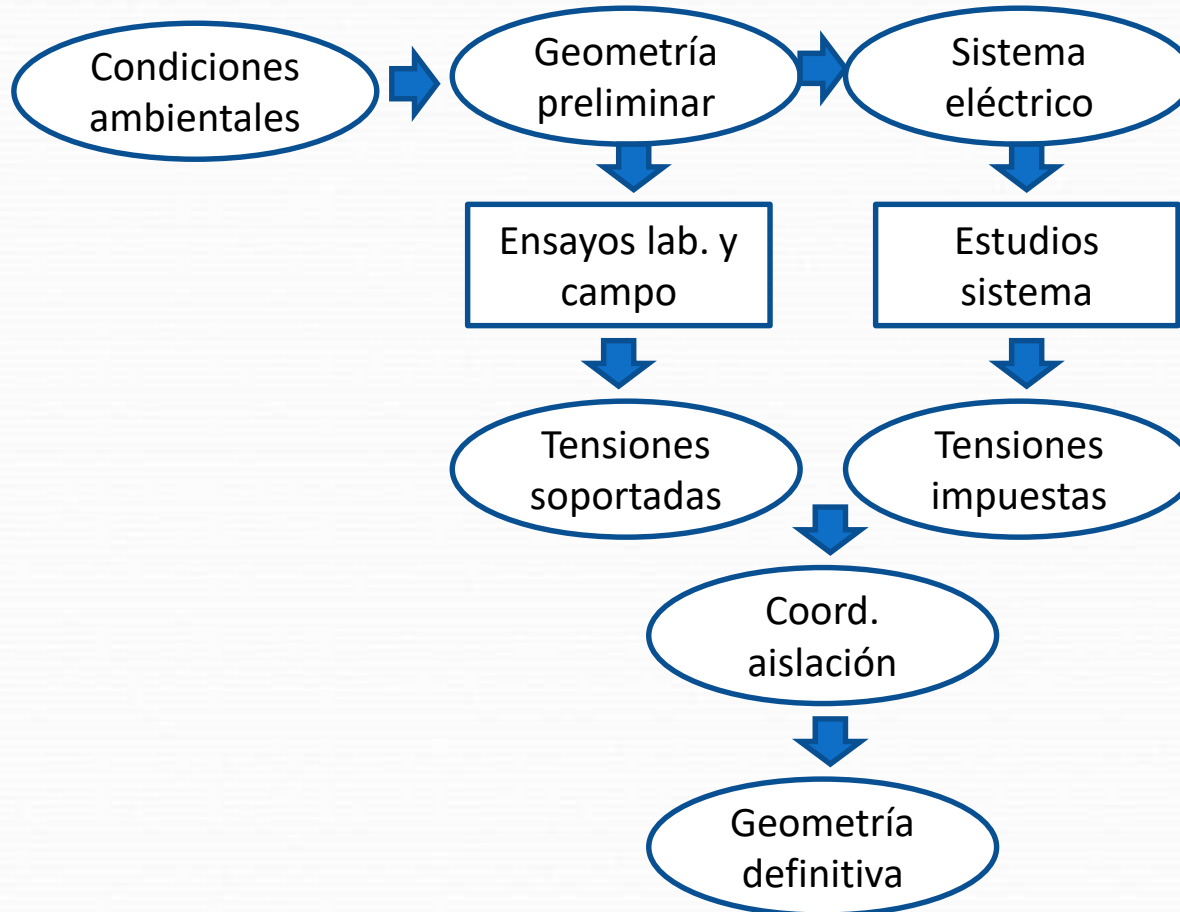 Condiciones
ambientales
Geometría
preliminar
Sistema
eléctrico
Ensayos lab. y
campo
Estudios
sistema
Tensiones
soportadas
Tensiones
impuestas
Coord.
aislación
Geometría
definitiva